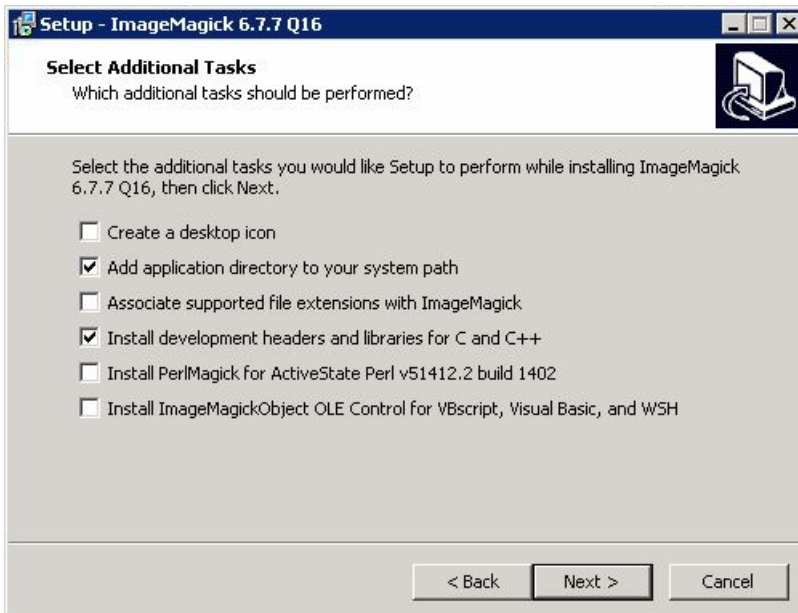 Setup - ImageMagick 6.7.7 Q16
Select Additional Tasks
Which additional tasks should be performed?
Select the additional tasks you would like Setup to perform while installing ImageMagick
6.7.7 Q16, then click Next.
Create a desktop icon
Add application directory to your system path
Associate supported file extensions with ImageMagick
Install development headers and libraries for C and C++
Install PerlMagick for ActiveState Perl v51412.2 build 1402
Install ImageMagickObject OLE Control for VBscript, Visual Basic, and WSH
< Back Next > Cancel